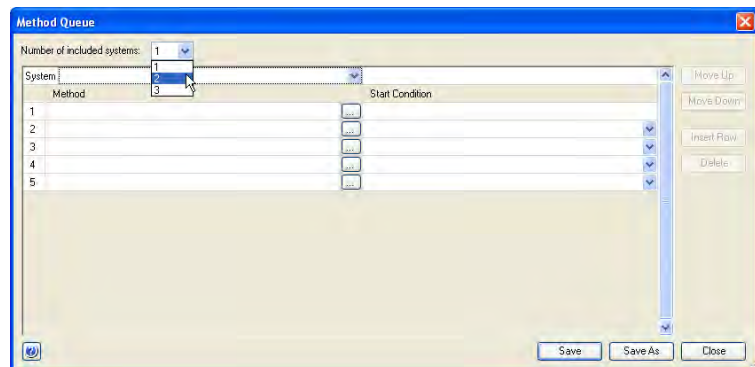 Method Queue
Number of included systems: 1
1
2
3
System
Method Start Condition
1 ...
2 ...
3 ...
4 ...
5 ...
Move Up
Move Down
Insert Row
Delete
Save Save As Close